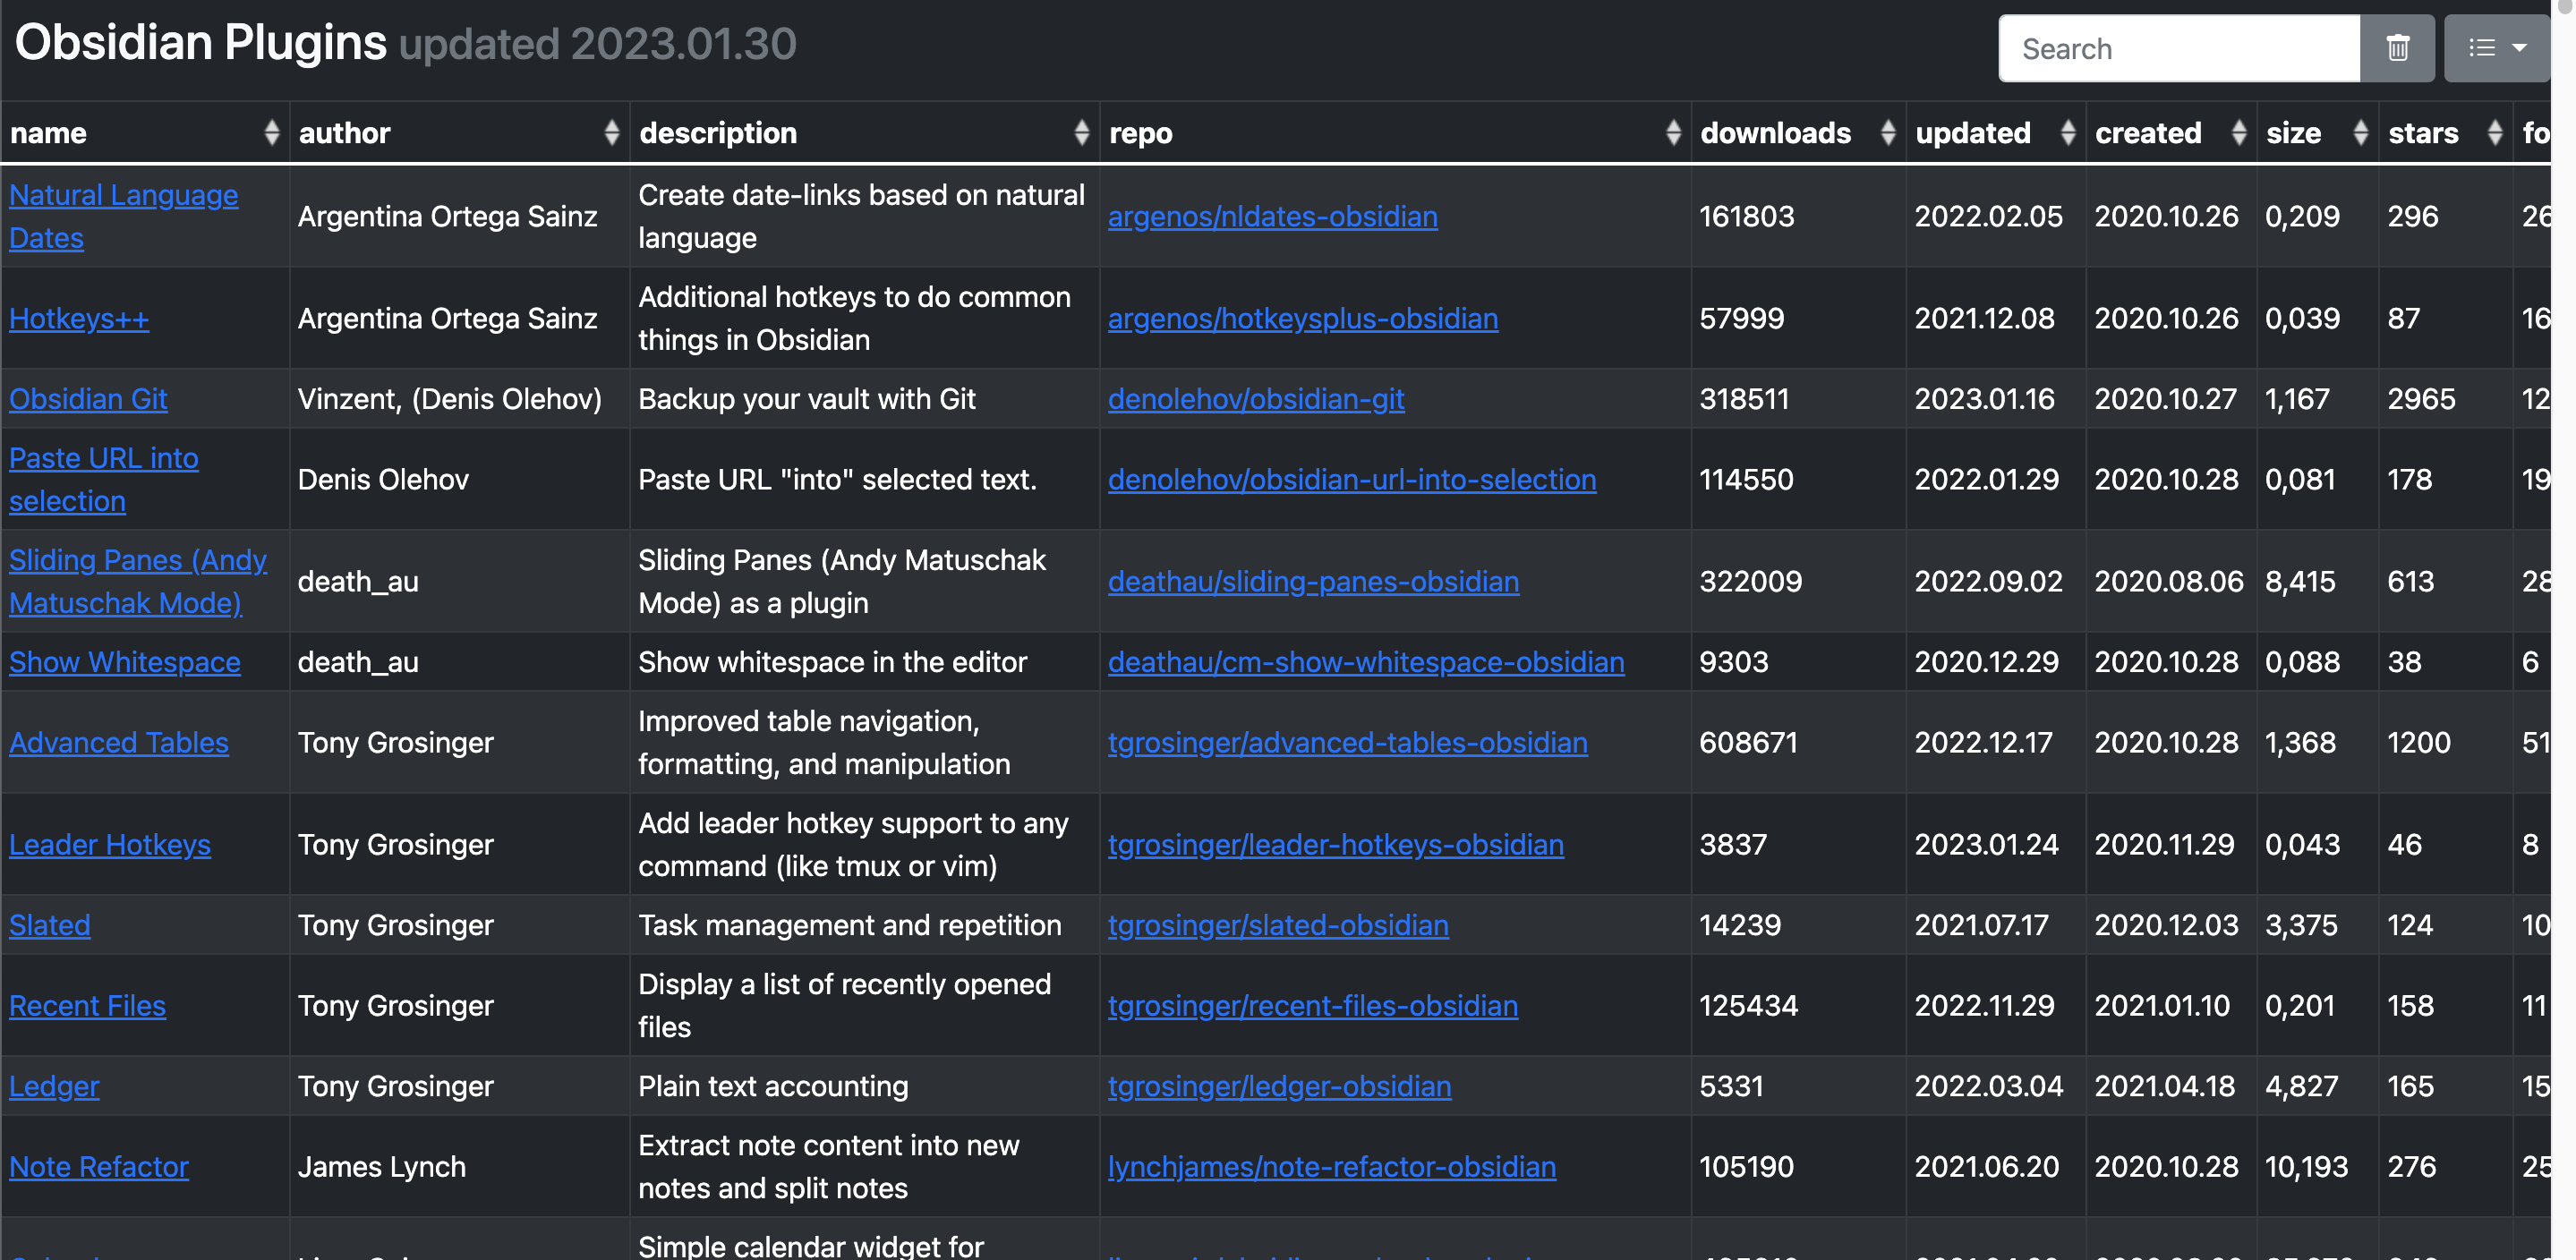 Obsidian Plugins updated 2023.01.30
Search
name author description repo downloads updated created size stars fo
Natural Language Dates Argentina Ortega Sainz Create date-links based on natural language argenos/nldates-obsidian 161803 2022.02.05 2020.10.26 0,209 296 26
Hotkeys++ Argentina Ortega Sainz Additional hotkeys to do common things in Obsidian argenos/hotkeysplus-obsidian 57999 2021.12.08 2020.10.26 0,039 87 16
Obsidian Git Vinzent, (Denis Olehov) Backup your vault with Git denolehov/obsidian-git 318511 2023.01.16 2020.10.27 1,167 2965 12
Paste URL into selection Denis Olehov Paste URL "into" selected text. denolehov/obsidian-url-into-selection 114550 2022.01.29 2020.10.28 0,081 178 19
Sliding Panes (Andy Matuschak Mode) death_au Sliding Panes (Andy Matuschak Mode) as a plugin deathau/sliding-panes-obsidian 322009 2022.09.02 2020.08.06 8,415 613 28
Show Whitespace death_au Show whitespace in the editor deathau/cm-show-whitespace-obsidian 9303 2020.12.29 2020.10.28 0,088 38 6
Advanced Tables Tony Grosinger Improved table navigation, formatting, and manipulation tgrosinger/advanced-tables-obsidian 608671 2022.12.17 2020.10.28 1,368 1200 51
Leader Hotkeys Tony Grosinger Add leader hotkey support to any command (like tmux or vim) tgrosinger/leader-hotkeys-obsidian 3837 2023.01.24 2020.11.29 0,043 46 8
Slated Tony Grosinger Task management and repetition tgrosinger/slated-obsidian 14239 2021.07.17 2020.12.03 3,375 124 10
Recent Files Tony Grosinger Display a list of recently opened files tgrosinger/recent-files-obsidian 125434 2022.11.29 2021.01.10 0,201 158 11
Ledger Tony Grosinger Plain text accounting tgrosinger/ledger-obsidian 5331 2022.03.04 2021.04.18 4,827 165 15
Note Refactor James Lynch Extract note content into new notes and split notes lynchjames/note-refactor-obsidian 105190 2021.06.20 2020.10.28 10,193 276 25
Simple calendar widget for